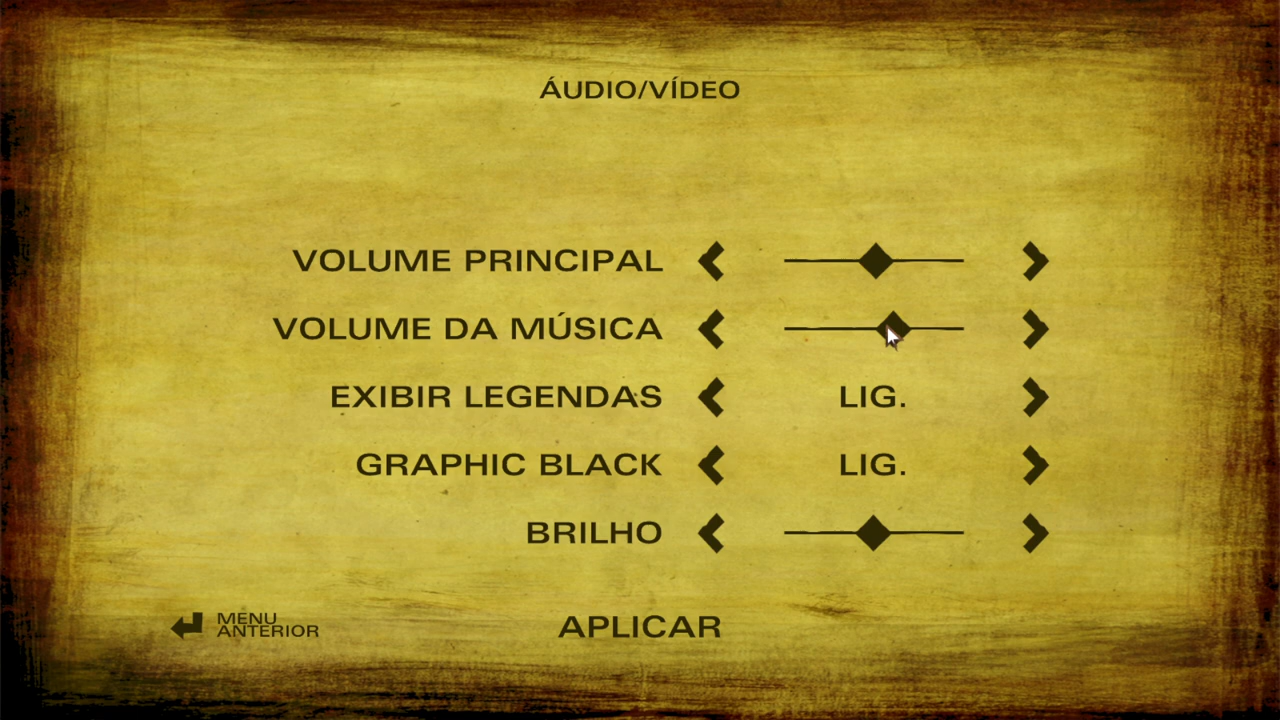 ÁUDIO/VÍDEO
VOLUME PRINCIPAL
VOLUME DA MÚSICA
EXIBIR LEGENDAS LIG.
GRAPHIC BLACK LIG.
BRILHO
MENU
ANTERIOR
APLICAR